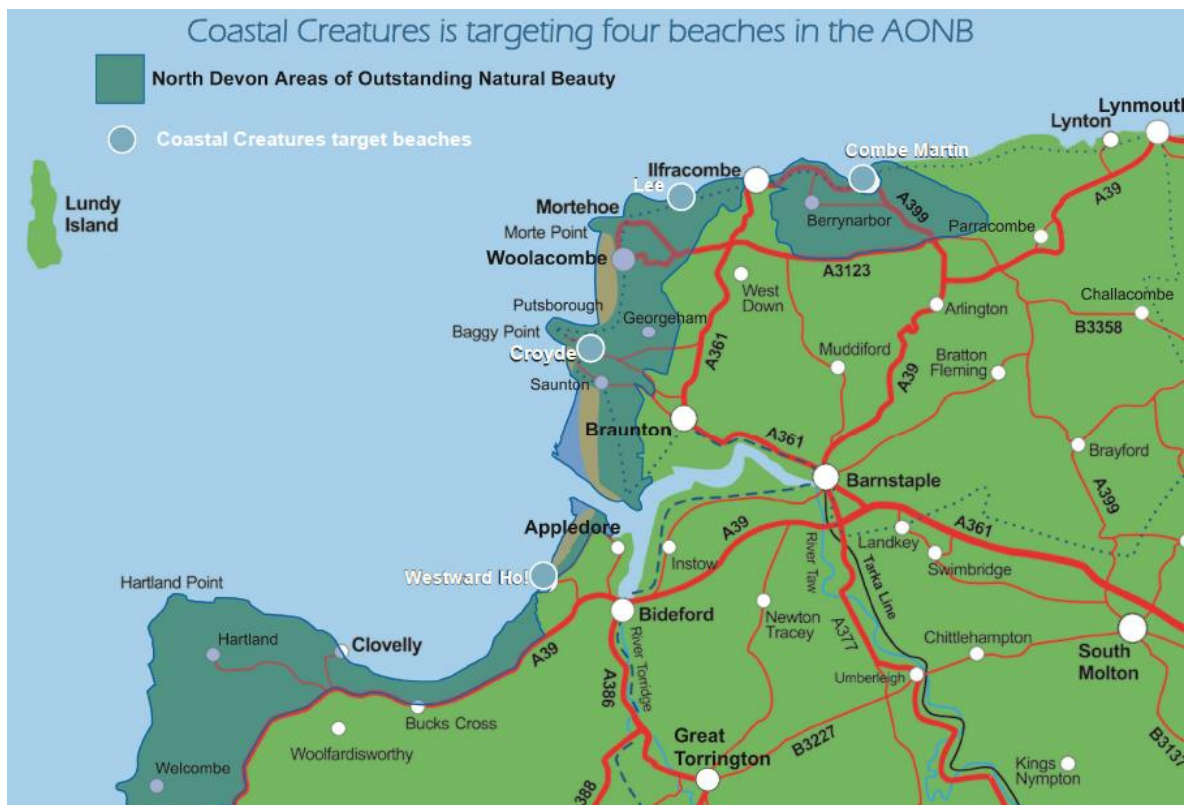 Coastal Creatures is targeting four beaches in the AONB
North Devon Areas of Outstanding Natural Beauty
Coastal Creatures target beaches
Lynmouth
Lynton
Combe Martin
Ilfracombe
Lee
Lundy
Island
Mortehoe
Berrynarbor
A399
A39
Parracombe
Morte Point
Woolacombe
A3123
West
Down
Challacombe
Putsborough
Georgeham
Arlington
B3358
Baggy Point
Croyde
A361
Muddiford
A39
Bratton
Fleming
Saunton
Braunton
A361
Brayford
Barnstaple
A399
Appledore
A39
A361
Instow
River Taw
Landkey
Swimbridge
Tarka Line
Westward Ho!
Hartland Point
Bideford
Newton
Tracey
A377
Chittlehampton
Hartland
Clovelly
A39
River Torridge
South
Molton
Umberleigh
A386
Bucks Cross
Woolfardisworthy
Great
Torrington
B3227
B3137
Welcombe
388
Kings
Nympton